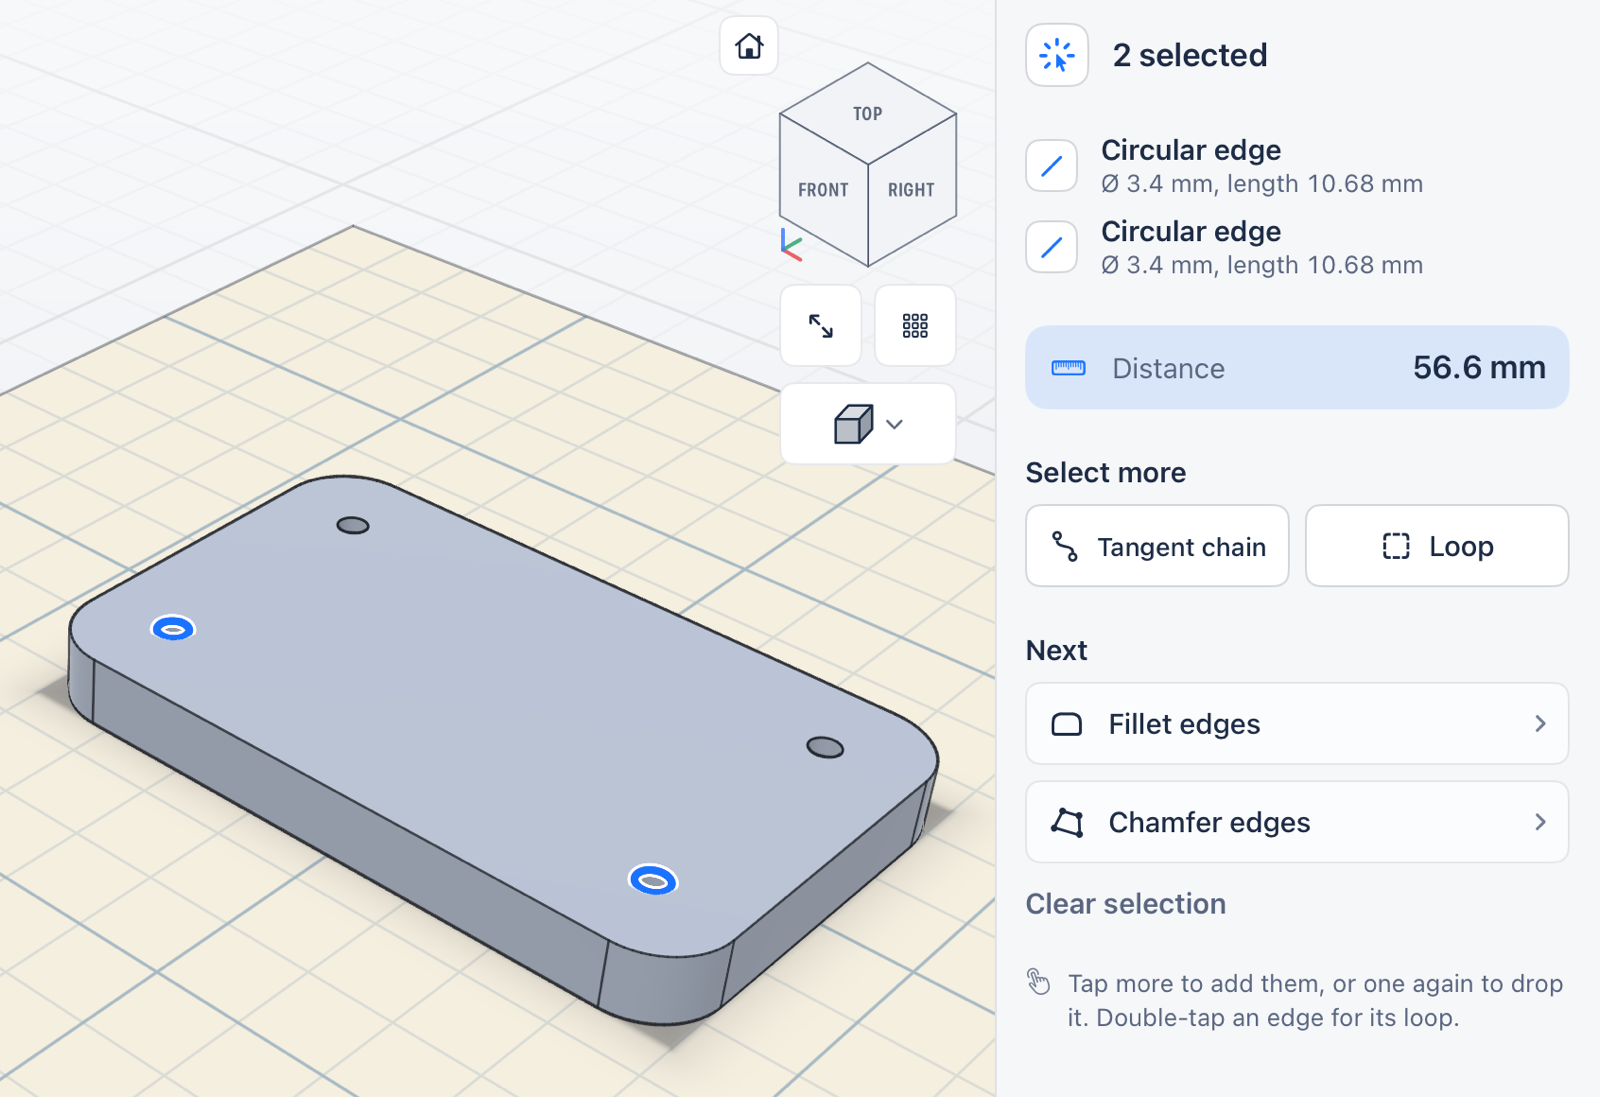 TOP
FRONT
RIGHT
2 selected
Circular edge
Ø 3.4 mm, length 10.68 mm
Circular edge
Ø 3.4 mm, length 10.68 mm
Distance
56.6 mm
Select more
Tangent chain
Loop
Next
Fillet edges
Chamfer edges
Clear selection
Tap more to add them, or one again to drop
it. Double-tap an edge for its loop.